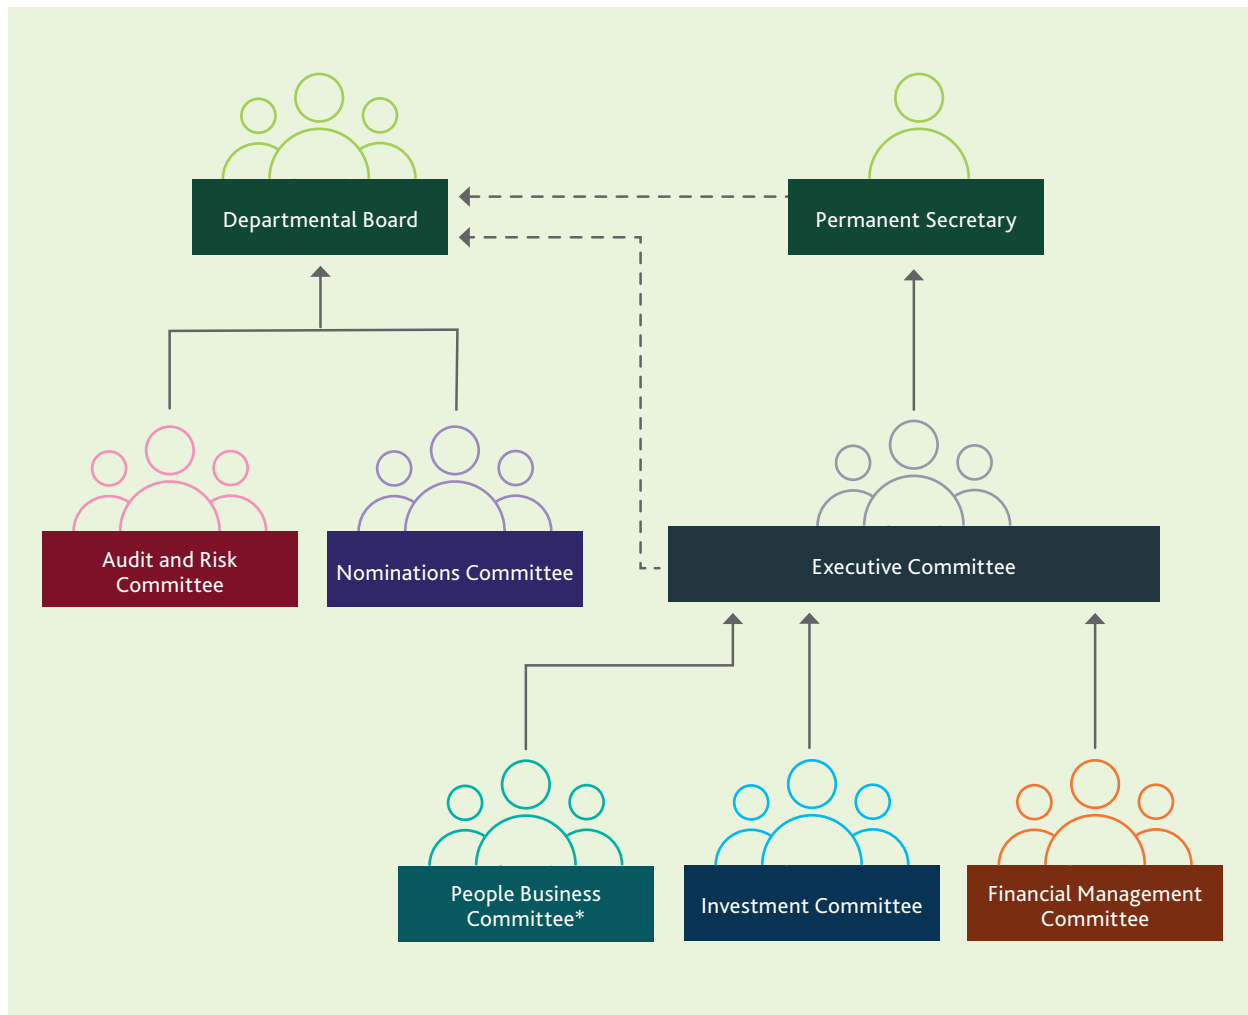 Departmental Board
Permanent Secretary
Audit and Risk
Committee
Nominations Committee
Executive Committee
People Business
Committee*
Investment Committee
Financial Management
Committee